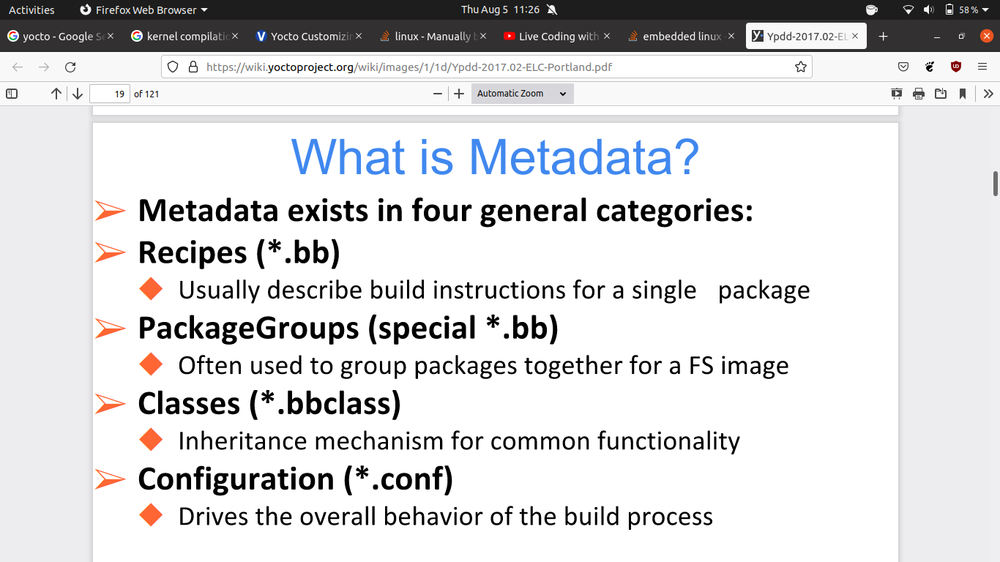 Activities Firefox Web Browser Thu Aug 5 11:26 58 %
yocto - Google Se kernel compilatio Yocto Customizin linux - Manually b Live Coding with embedded linux - Ypdd-2017.02-EL
https://wiki.yoctoproject.org/wiki/images/1/1d/Ypdd-2017.02-ELC-Portland.pdf
19 of 121 Automatic Zoom
What is Metadata?
Metadata exists in four general categories:
Recipes (*.bb)
Usually describe build instructions for a single package
PackageGroups (special *.bb)
Often used to group packages together for a FS image
Classes (*.bbclass)
Inheritance mechanism for common functionality
Configuration (*.conf)
Drives the overall behavior of the build process